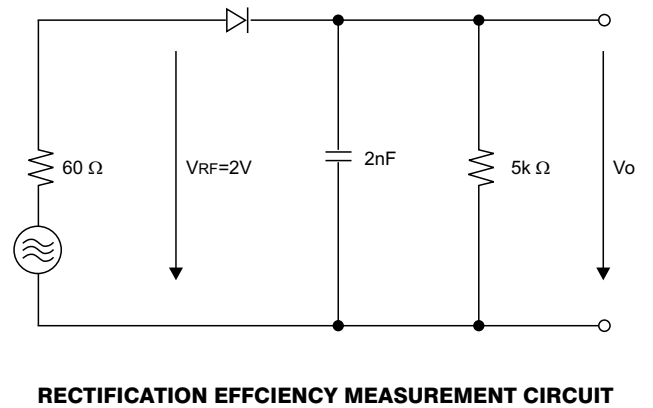 60 Ω
VRF=2V
2nF
5k Ω
Vo
RECTIFICATION EFFCIENCY MEASUREMENT CIRCUIT